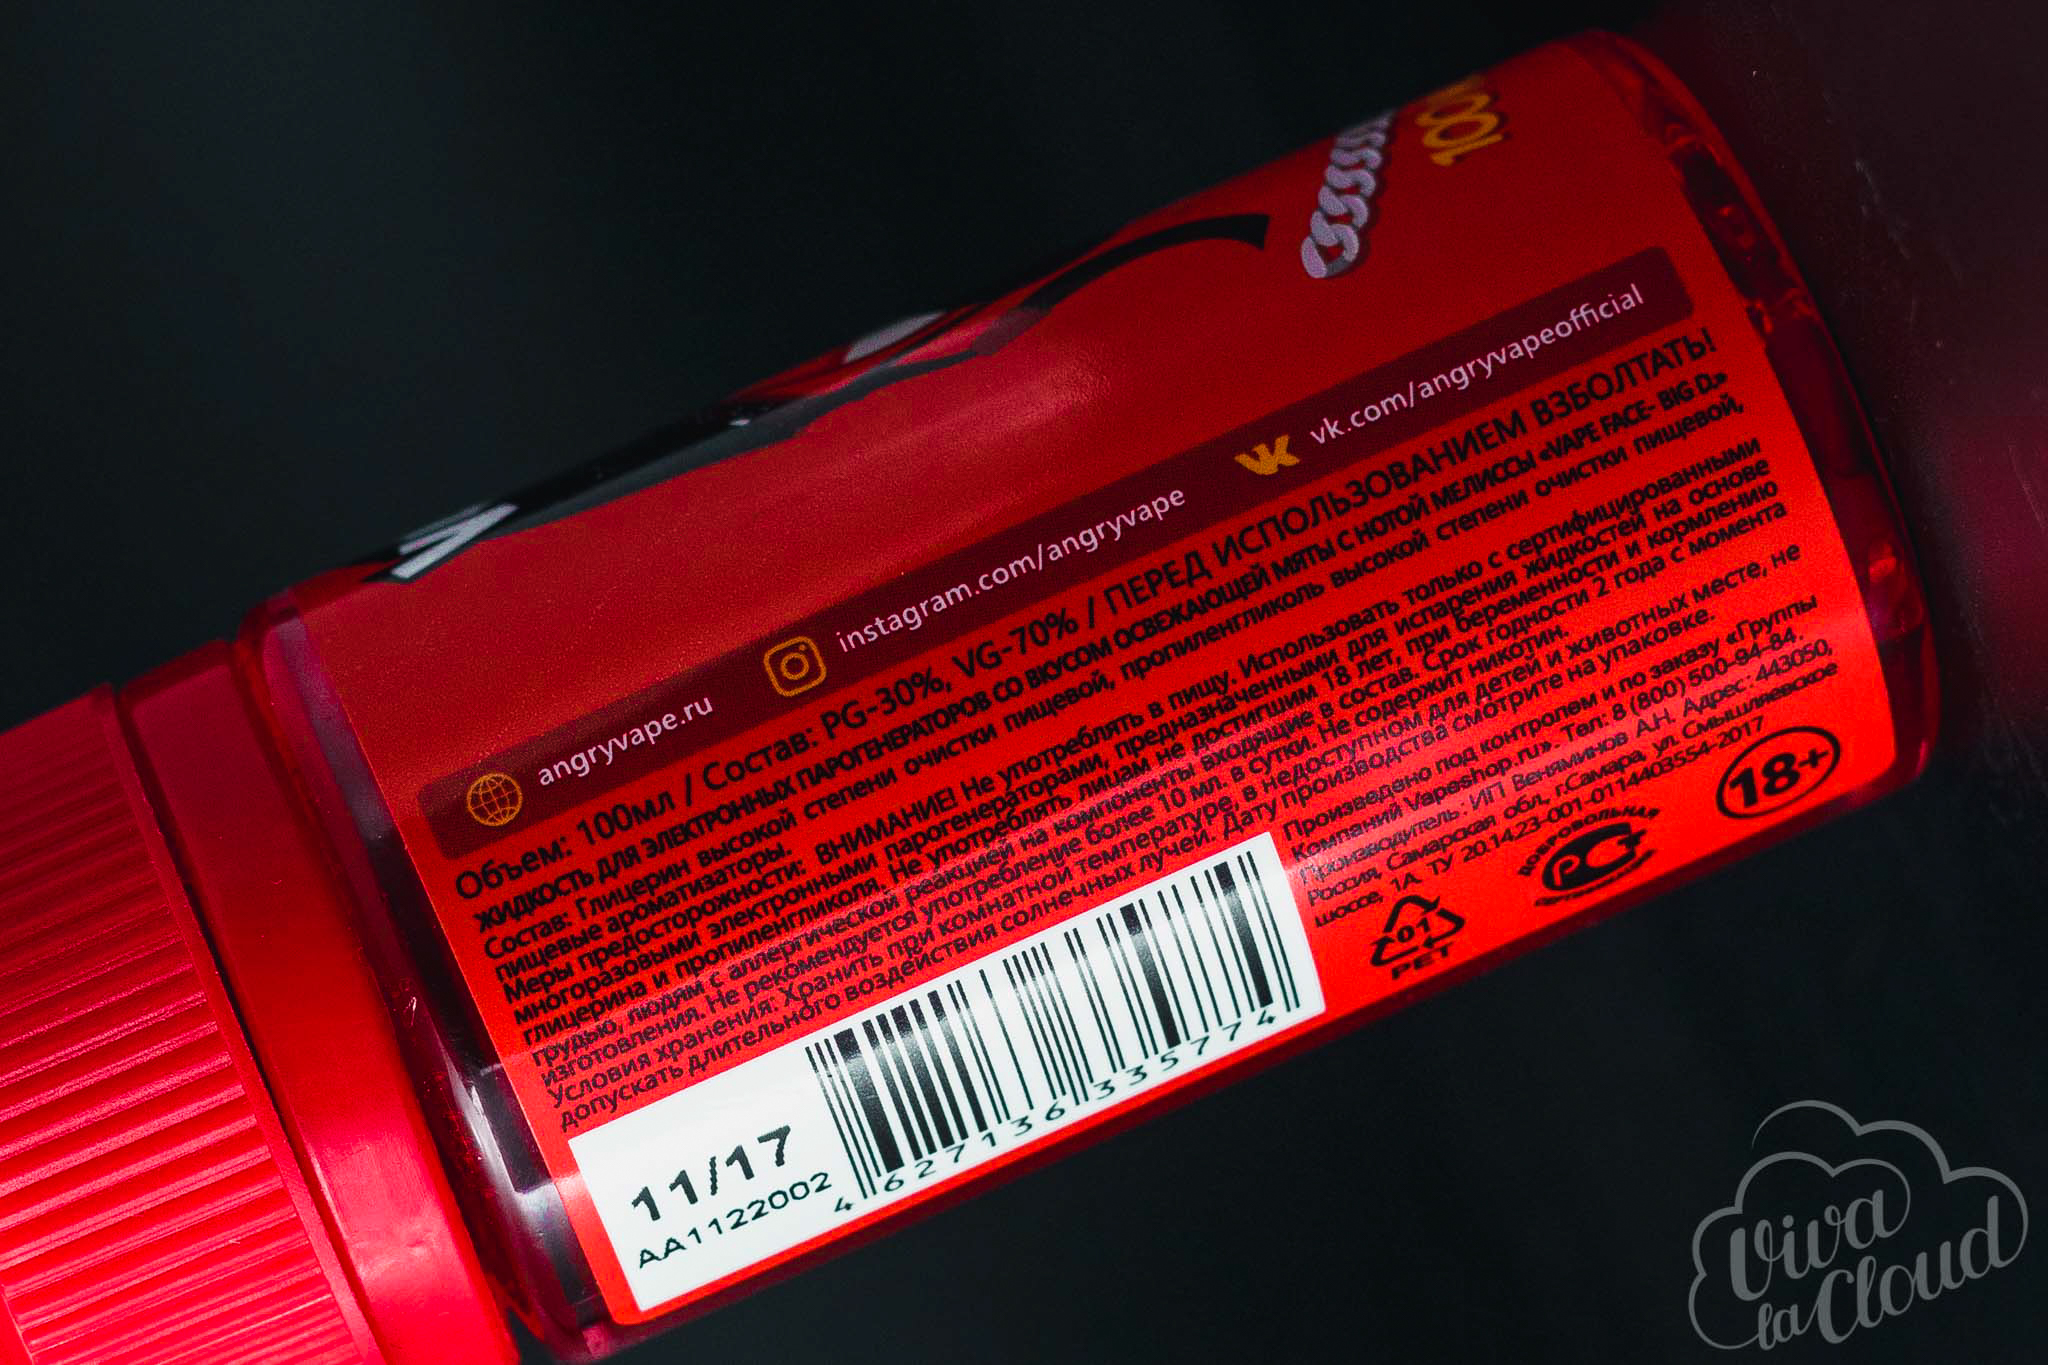 100
angryvape.ru instagram.com/angryvape vk.com/angryvapeofficial
Объем: 100мл / Состав: PG-30%, VG-70% / ПЕРЕД ИСПОЛЬЗОВАНИЕМ ВЗБОЛТАТЬ!
ЖИДКОСТЬ ДЛЯ ЭЛЕКТРОННЫХ ПАРОГЕНЕРАТОРОВ СО ВКУСОМ ОСВЕЖАЮЩЕЙ МЯТЫ С НОТОЙ МЕЛИССЫ «VAPE FACE- BIG D.»
Состав: Глицерин высокой степени очистки пищевой, пропиленгликоль высокой степени очистки пищевой,
пищевые ароматизаторы.
Меры предосторожности: ВНИМАНИЕ! Не употреблять в пищу. Использовать только с сертифицированными
многоразовыми электронными парогенераторами, предназначенными для испарения жидкостей на основе
глицерина и пропиленгликоля. Не употреблять лицам не достигшим 18 лет, при беременности и кормлению
грудью, людям с аллергической реакцией на компоненты входящие в состав. Срок годности 2 года с момента
изготовления. Не рекомендуется употребление более 10 мл. в сутки. Не содержит никотин.
Условия хранения: Хранить при комнатной температуре, в недоступном для детей и животных месте, не
допускать длительного воздействия солнечных лучей. Дату производства смотрите на упаковке.
Произведено под контролем и по заказу «Группы
Компаний Vapeshop.ru». Тел: 8 (800) 500-94-84.
Производитель: ИП Веняминов А.Н. Адрес: 443050,
Россия, Самарская обл., г.Самара, ул. Смышляевское
шоссе, 1А. ТУ 20.14.23-001-0114403554-2017
01
PET
ДОБРОВОЛЬНАЯ
РСТ
18+
11/17
AA1122002
4 627136 335774
Viva
la Cloud